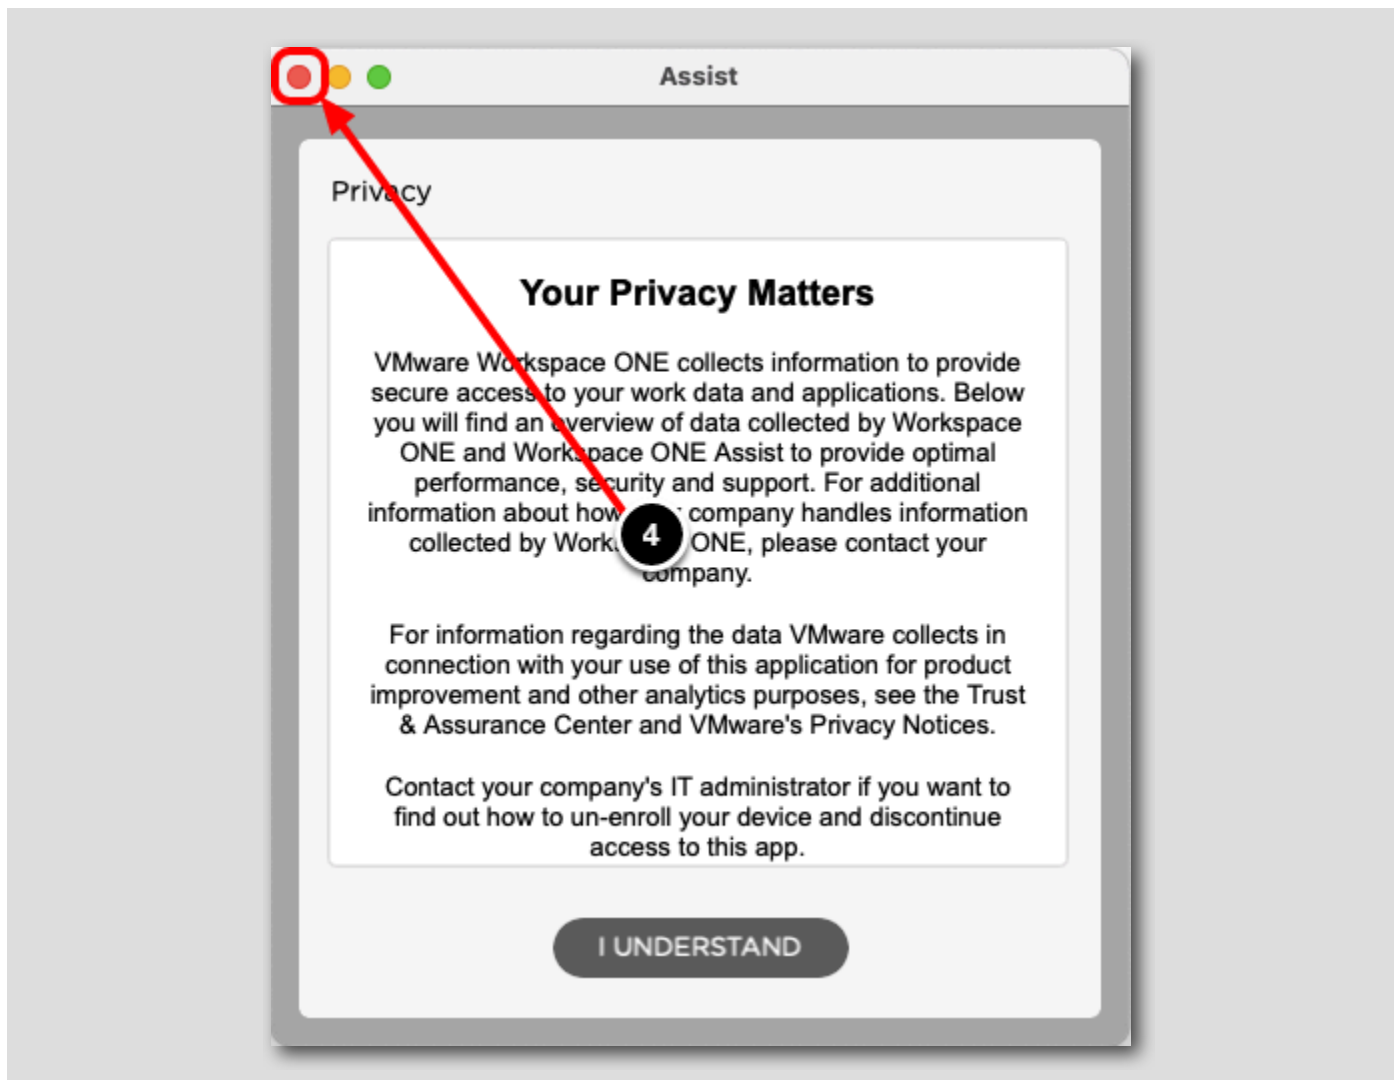 Assist
Privacy
Your Privacy Matters
VMware Workspace ONE collects information to provide
secure access to your work data and applications. Below
you will find an overview of data collected by Workspace
ONE and Workspace ONE Assist to provide optimal
performance, security and support. For additional
information about how company handles information
4
collected by ONE, please contact your
company.
For information regarding the data VMware collects in
connection with your use of this application for product
improvement and other analytics purposes, see the Trust
& Assurance Center and VMware's Privacy Notices.
Contact your company's IT administrator if you want to
find out how to un-enroll your device and discontinue
access to this app.
I UNDERSTAND